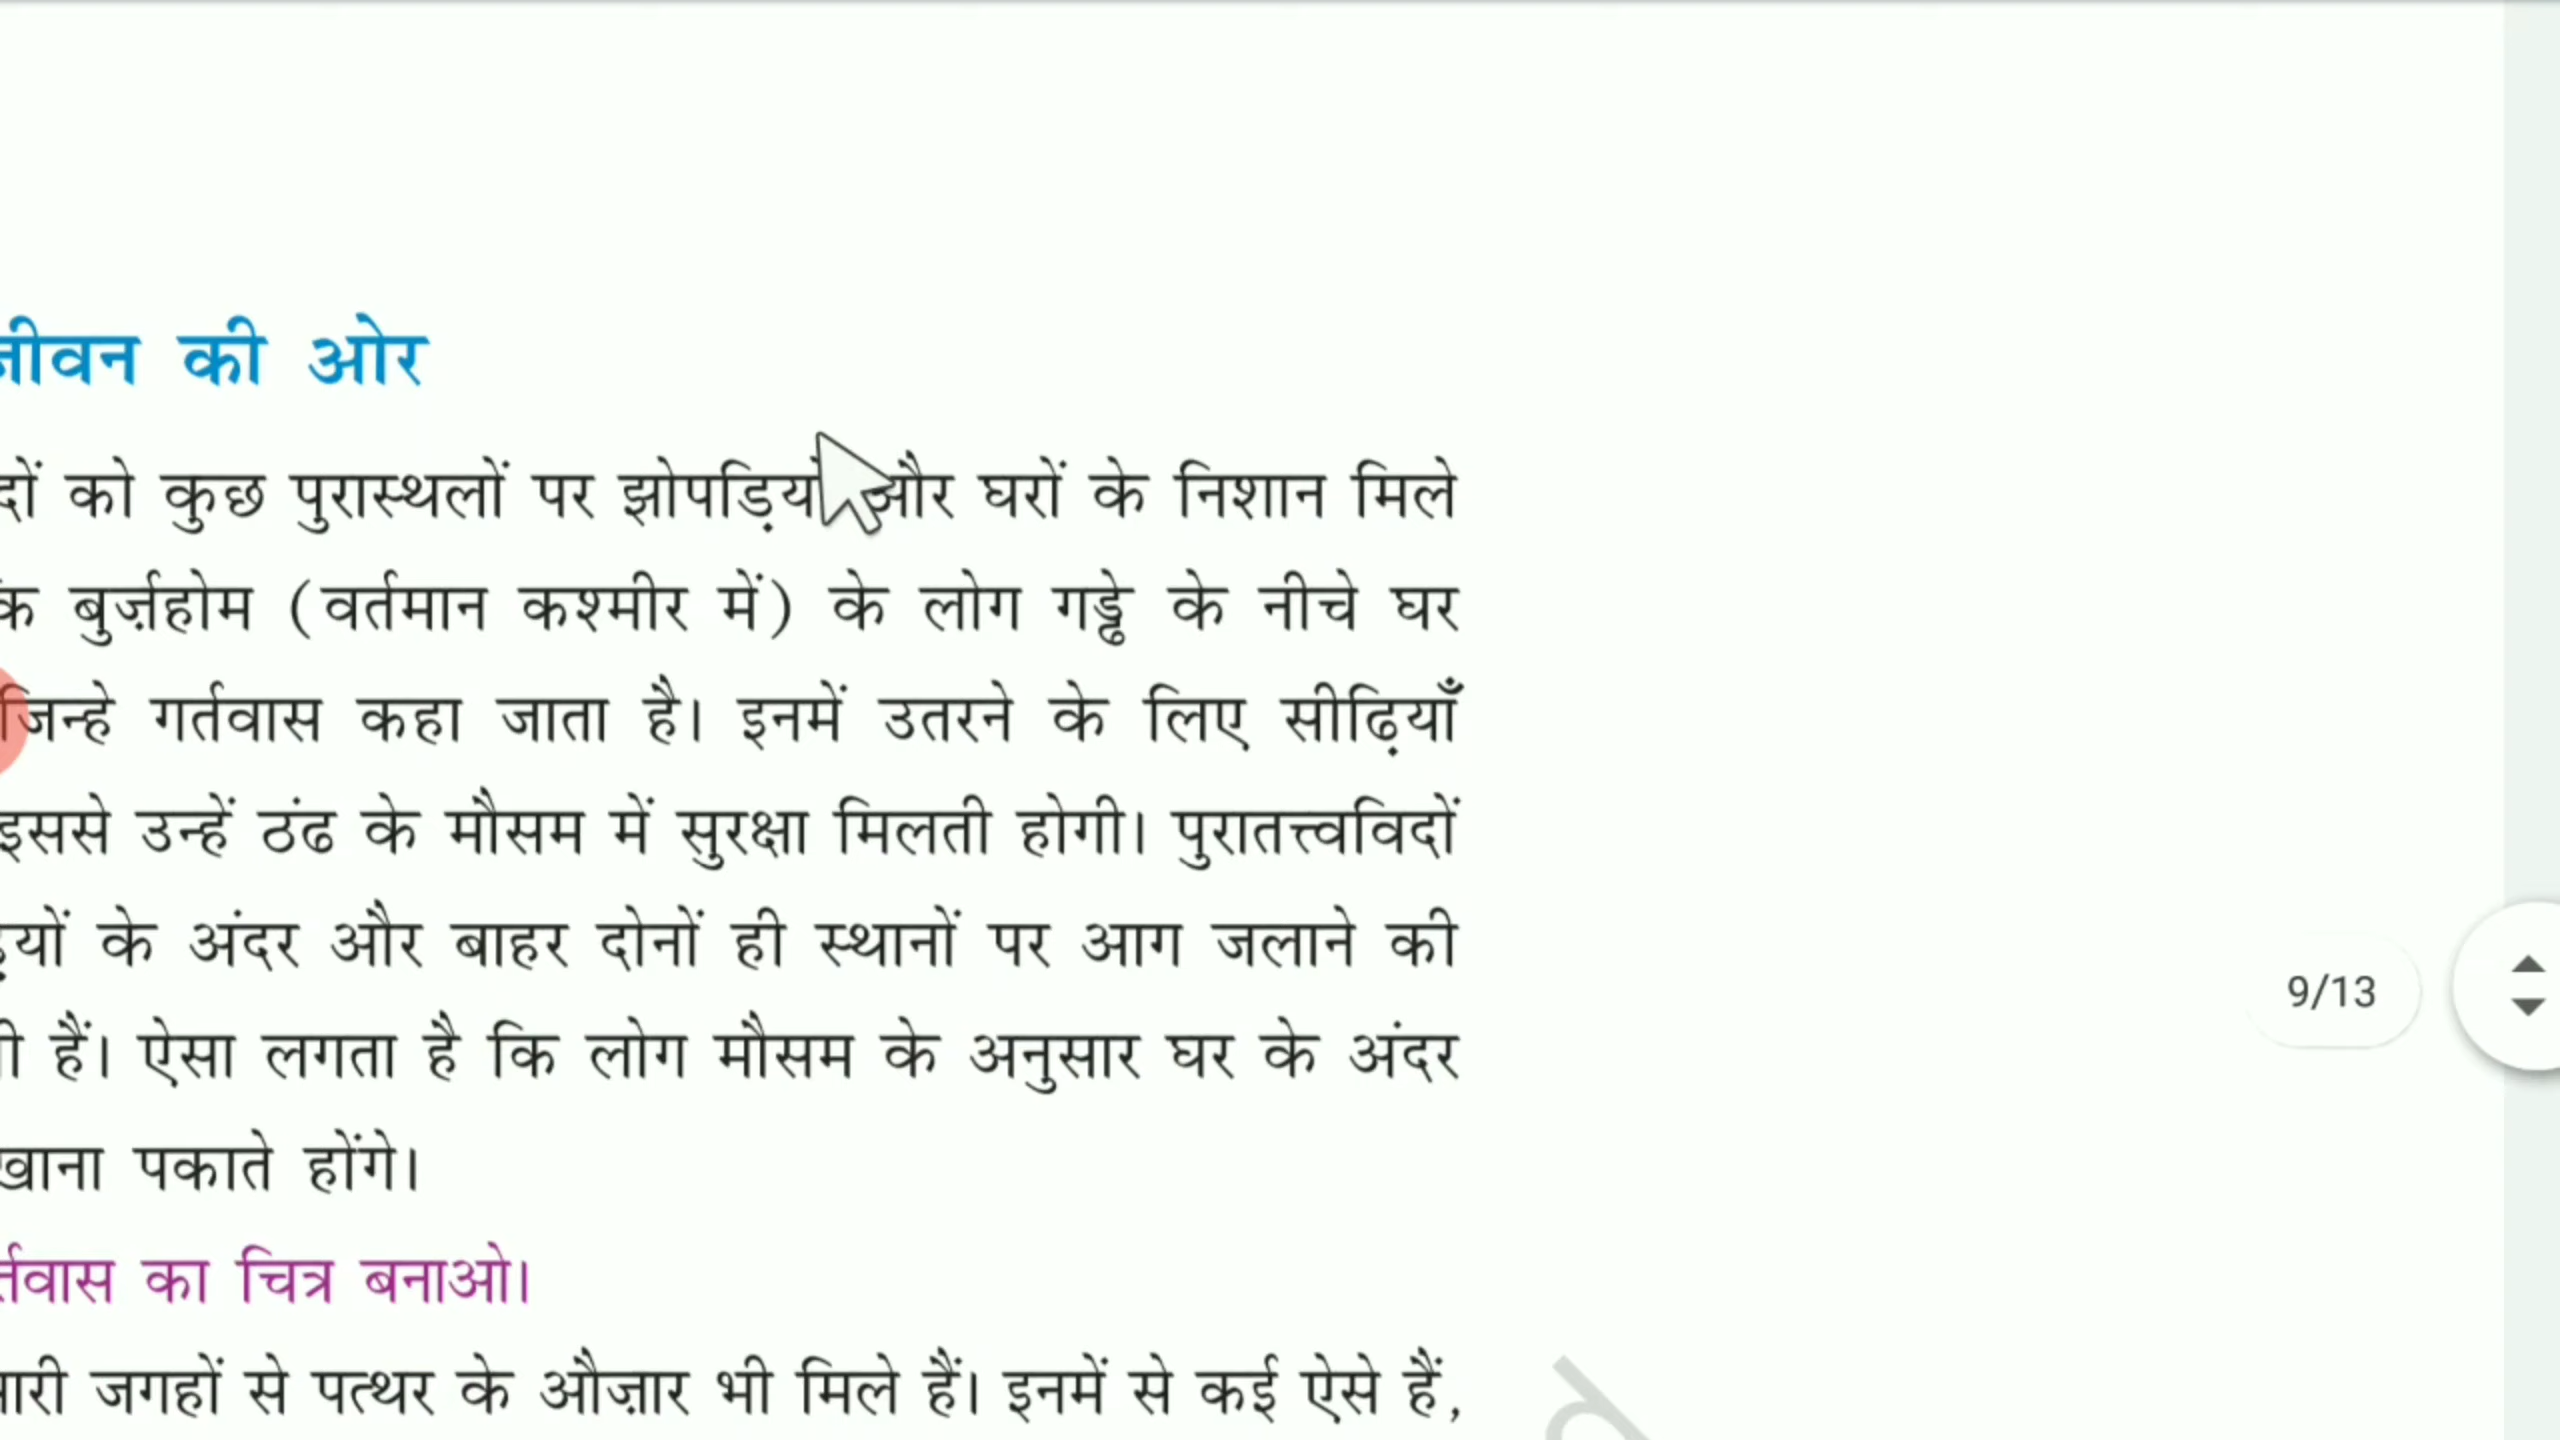 जीवन की ओर
को कुछ पुरास्थलों पर झोपड़ियों और घरों के निशान मिले
बुर्ज़होम (वर्तमान कश्मीर में) के लोग गड्ढे के नीचे घर
जिन्हे गर्तवास कहा जाता है। इनमें उतरने के लिए सीढ़ियाँ
इससे उन्हें ठंढ के मौसम में सुरक्षा मिलती होगी। पुरातत्त्वविदों
के अंदर और बाहर दोनों ही स्थानों पर आग जलाने की
हैं। ऐसा लगता है कि लोग मौसम के अनुसार घर के अंदर
9/13
खाना पकाते होंगे।
का चित्र बनाओ।
जगहों से पत्थर के औज़ार भी मिले हैं। इनमें से कई ऐसे हैं,